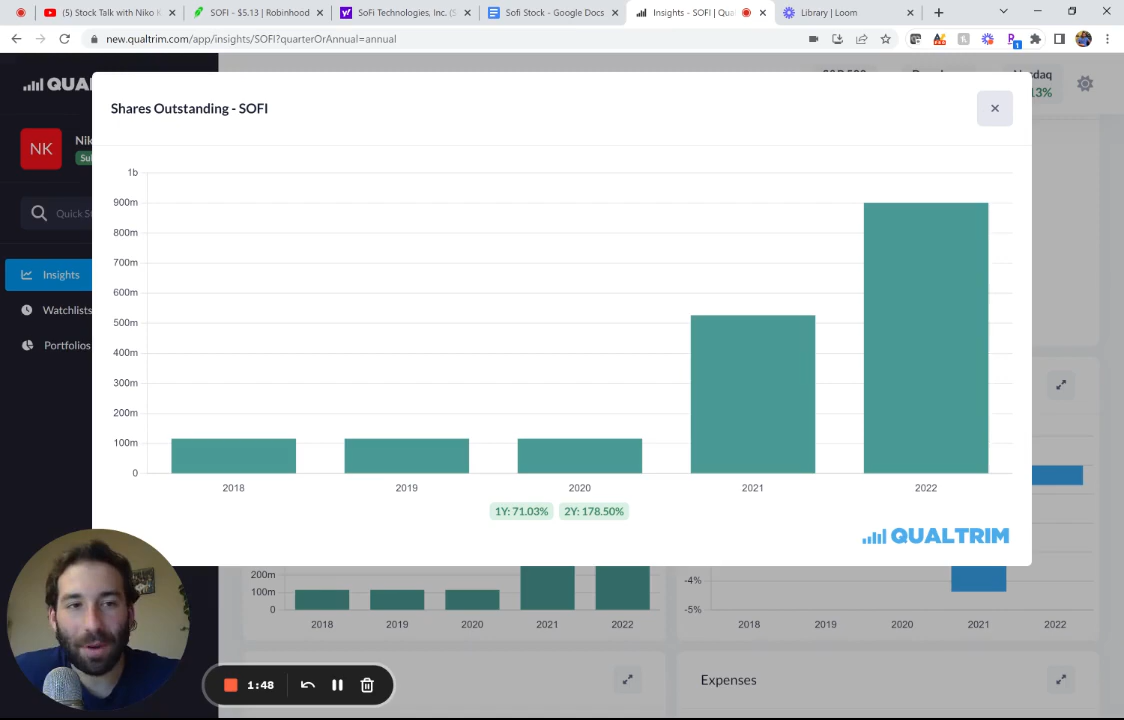 (5) Stock Talk with Niko K
SOFI - $5.13 | Robinhood
SoFi Technologies, Inc. (S
Sofi Stock - Google Docs
Insights - SOFI | Qua
Library | Loom
new.qualtrim.com/app/insights/SOFI?quarterOrAnnual=annual
QUA
Shares Outstanding - SOFI
13%
NK
Nik
Su
Quick S
Insights
Watchlists
Portfolios
1b
900m
800m
700m
600m
500m
400m
300m
200m
100m
0
2018 2019 2020 2021 2022
1Y: 71.03% 2Y: 178.50%
QUALTRIM
200m
100m
0
2018 2019 2020 2021 2022
-4%
-5%
2018 2019 2020 2021 2022
1:48
Expenses